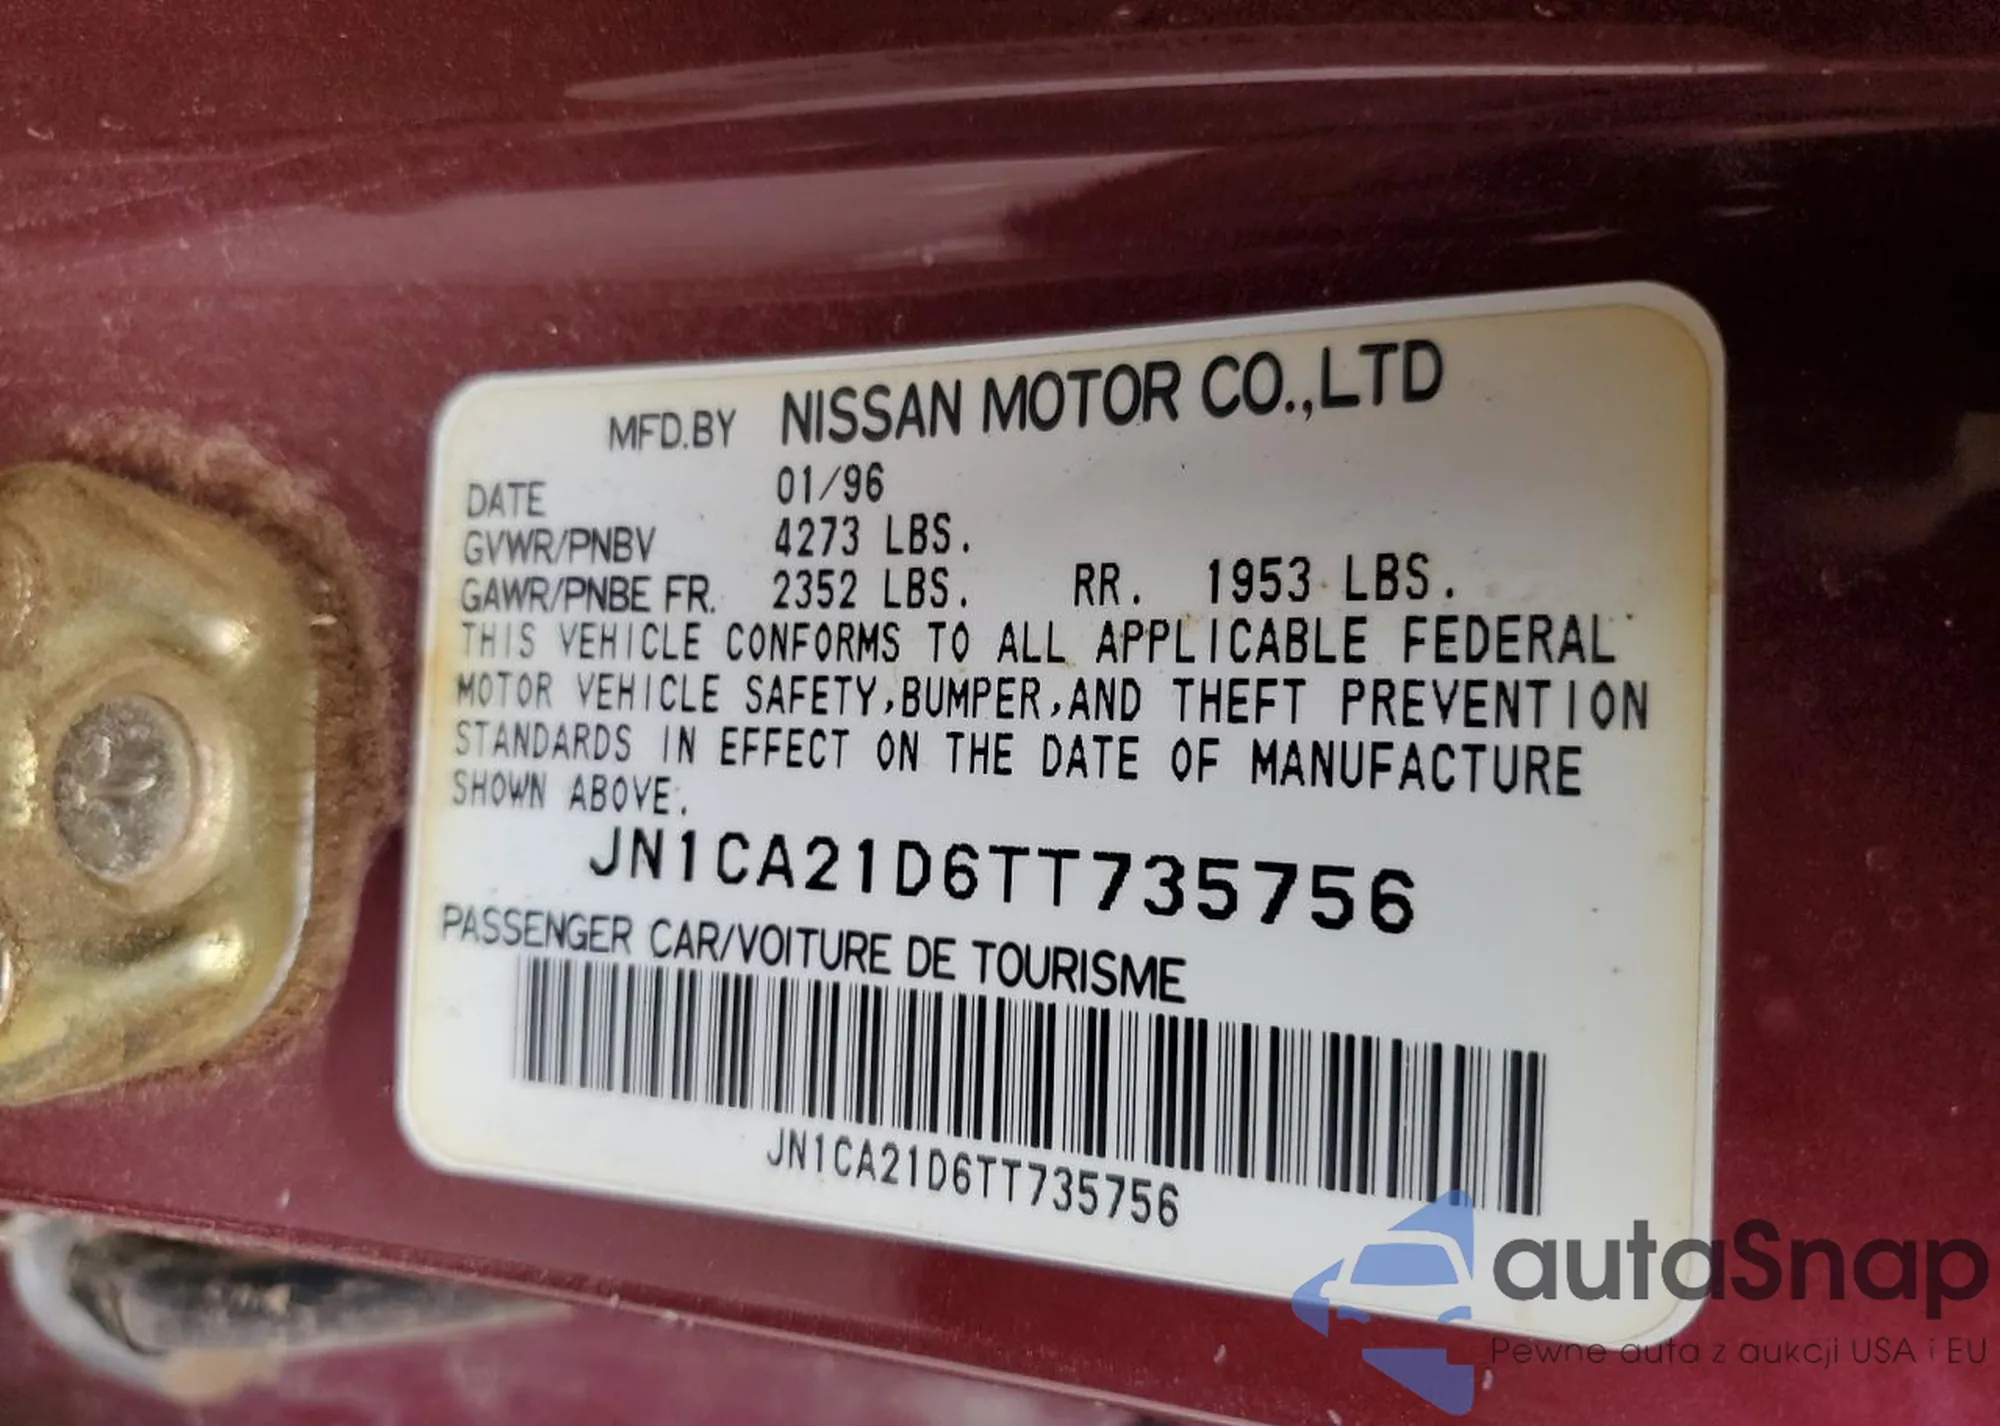 MFD.BY NISSAN MOTOR CO.,LTD
DATE 01/96
GVWR/PNBV 4273 LBS.
GAWR/PNBE FR. 2352 LBS. RR. 1953 LBS.
THIS VEHICLE CONFORMS TO ALL APPLICABLE FEDERAL
MOTOR VEHICLE SAFETY,BUMPER,AND THEFT PREVENTION
STANDARDS IN EFFECT ON THE DATE OF MANUFACTURE
SHOWN ABOVE.
JN1CA21D6TT735756
PASSENGER CAR/VOITURE DE TOURISME
JN1CA21D6TT735756
autaSnap
Pewne auta z aukcji USA i EU